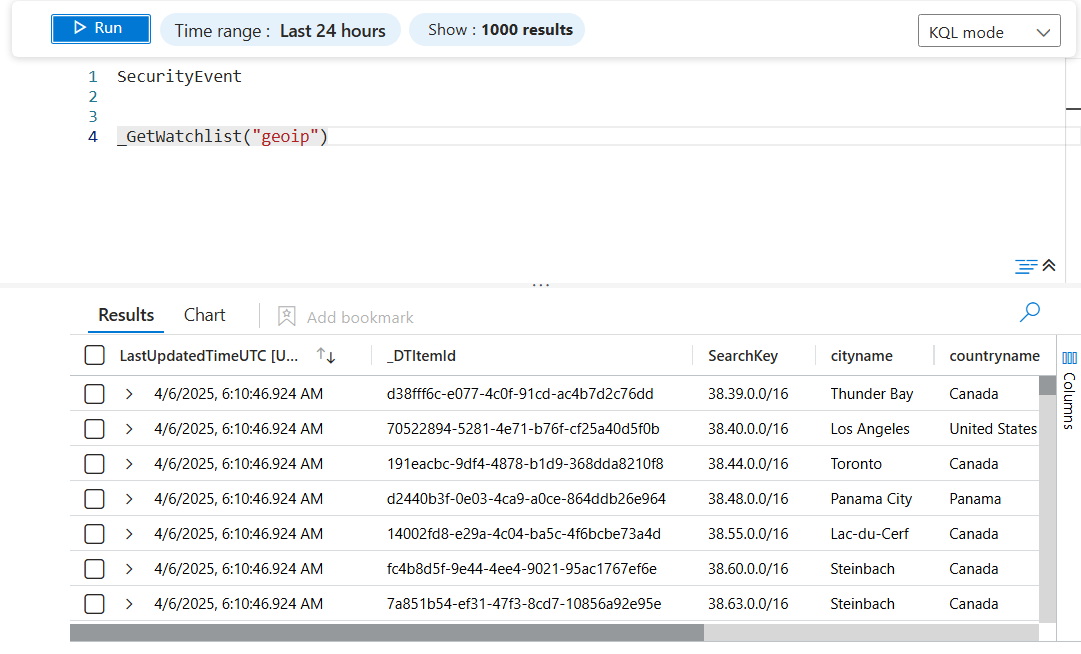 Run Time range : Last 24 hours Show : 1000 results KQL mode
1 SecurityEvent
2
3
4 _GetWatchlist("geoip")
...
Results Chart Add bookmark
LastUpdatedTimeUTC [U... _DTItemId SearchKey cityname countryname
4/6/2025, 6:10:46.924 AM d38fff6c-e077-4c0f-91cd-ac4b7d2c76dd 38.39.0.0/16 Thunder Bay Canada
4/6/2025, 6:10:46.924 AM 70522894-5281-4e71-b76f-cf25a40d5f0b 38.40.0.0/16 Los Angeles United States
4/6/2025, 6:10:46.924 AM 191eacbc-9df4-4878-b1d9-368dda8210f8 38.44.0.0/16 Toronto Canada
4/6/2025, 6:10:46.924 AM d2440b3f-0e03-4ca9-a0ce-864ddb26e964 38.48.0.0/16 Panama City Panama
4/6/2025, 6:10:46.924 AM 14002fd8-e29a-4c04-ba5c-4f6bcbe73a4d 38.55.0.0/16 Lac-du-Cerf Canada
4/6/2025, 6:10:46.924 AM fc4b8d5f-9e44-4ee4-9021-95ac1767ef6e 38.60.0.0/16 Steinbach Canada
4/6/2025, 6:10:46.924 AM 7a851b54-ef31-47f3-8cd7-10856a92e95e 38.63.0.0/16 Steinbach Canada
Columns